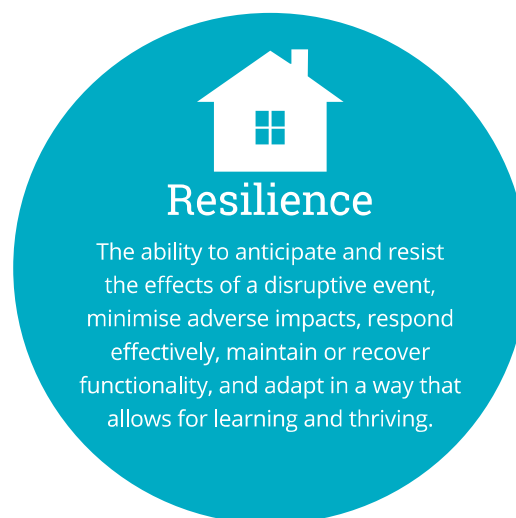 Resilience
The ability to anticipate and resist
the effects of a disruptive event,
minimise adverse impacts, respond
effectively, maintain or recover
functionality, and adapt in a way that
allows for learning and thriving.